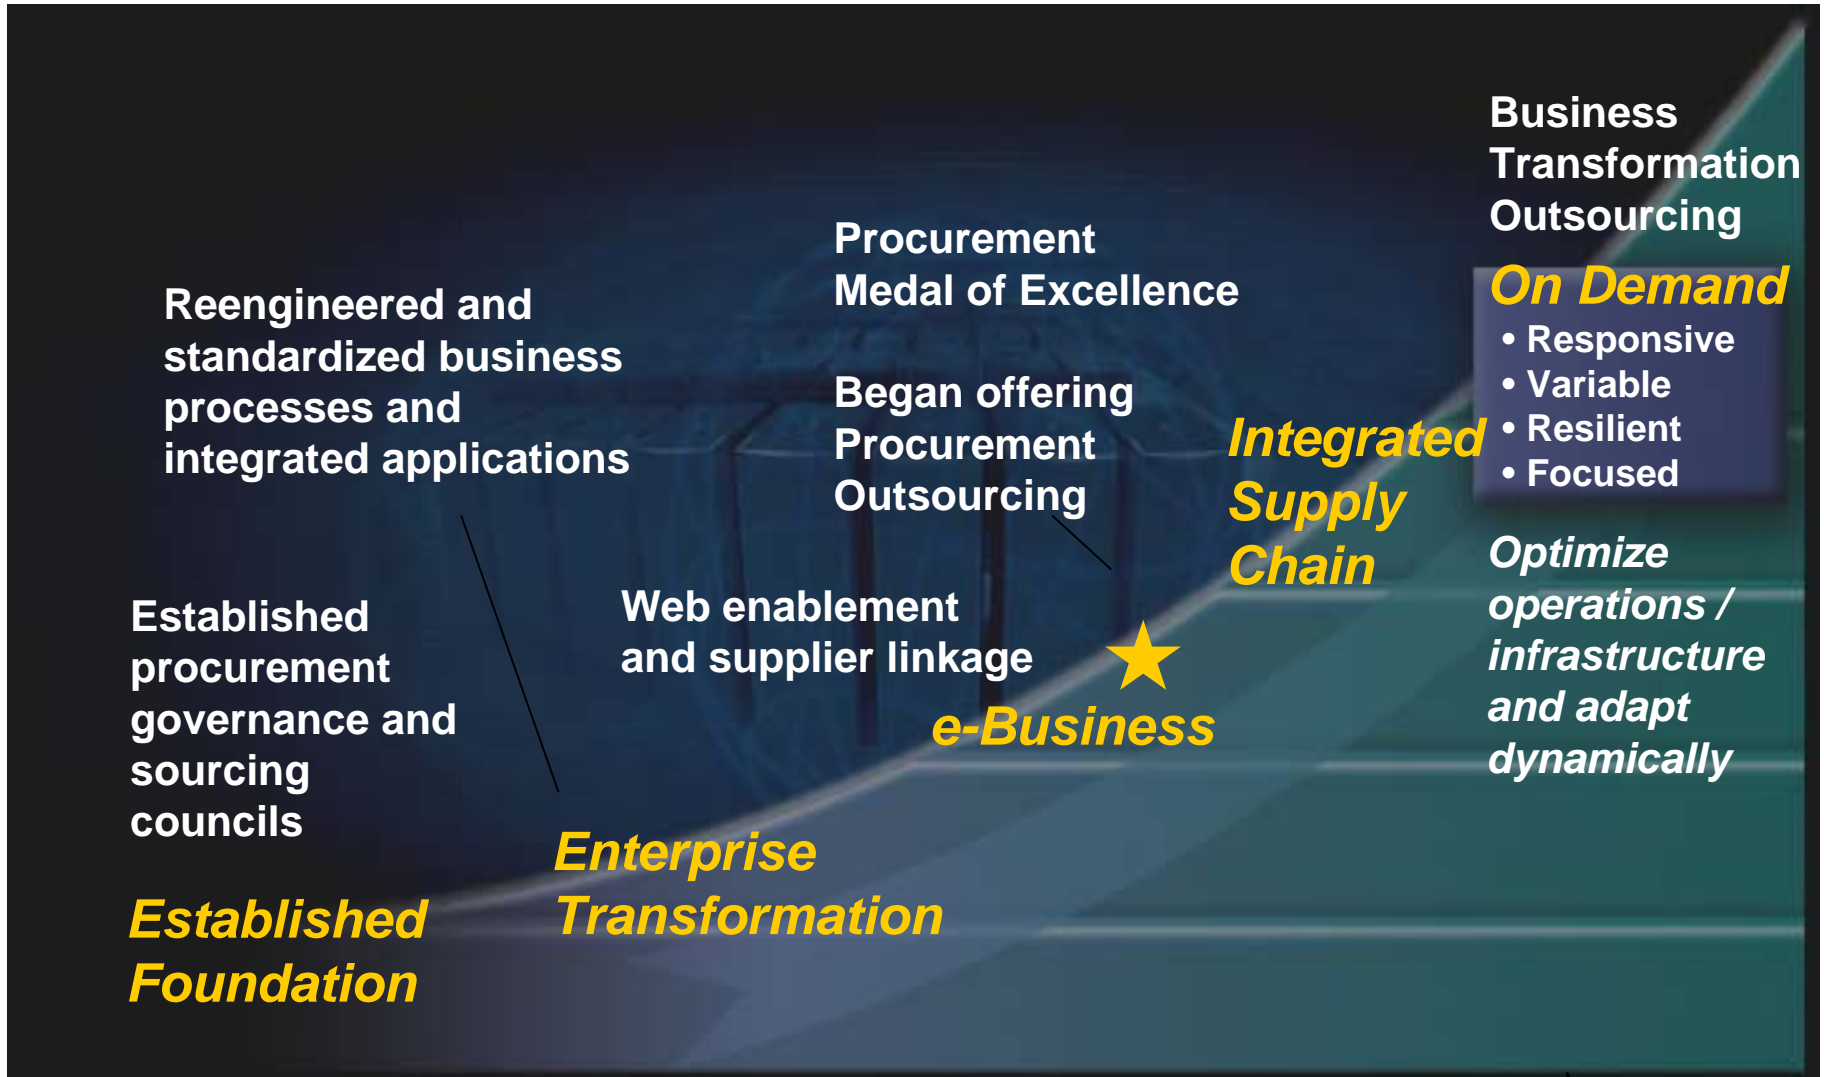 Business
Transformation
Outsourcing
Procurement
Medal of Excellence
On Demand
• Responsive
• Variable
• Resilient
• Focused
Reengineered and
standardized business
processes and
integrated applications
Began offering
Procurement
Outsourcing
Integrated
Supply
Chain
Optimize
operations /
infrastructure
and adapt
dynamically
Established
procurement
governance and
sourcing
councils
Web enablement
and supplier linkage
e-Business
Enterprise
Transformation
Established
Foundation